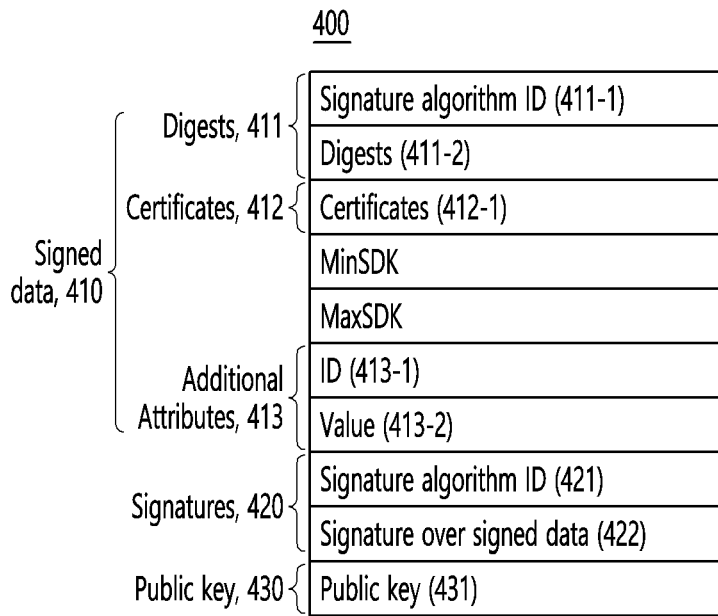 400
Signature algorithm ID (411-1)
Digests, 411
Digests (411-2)
Certificates, 412
Certificates (412-1)
Signed
data, 410
MinSDK
MaxSDK
Additional
Attributes, 413
ID (413-1)
Value (413-2)
Signatures, 420
Signature algorithm ID (421)
Signature over signed data (422)
Public key, 430
Public key (431)